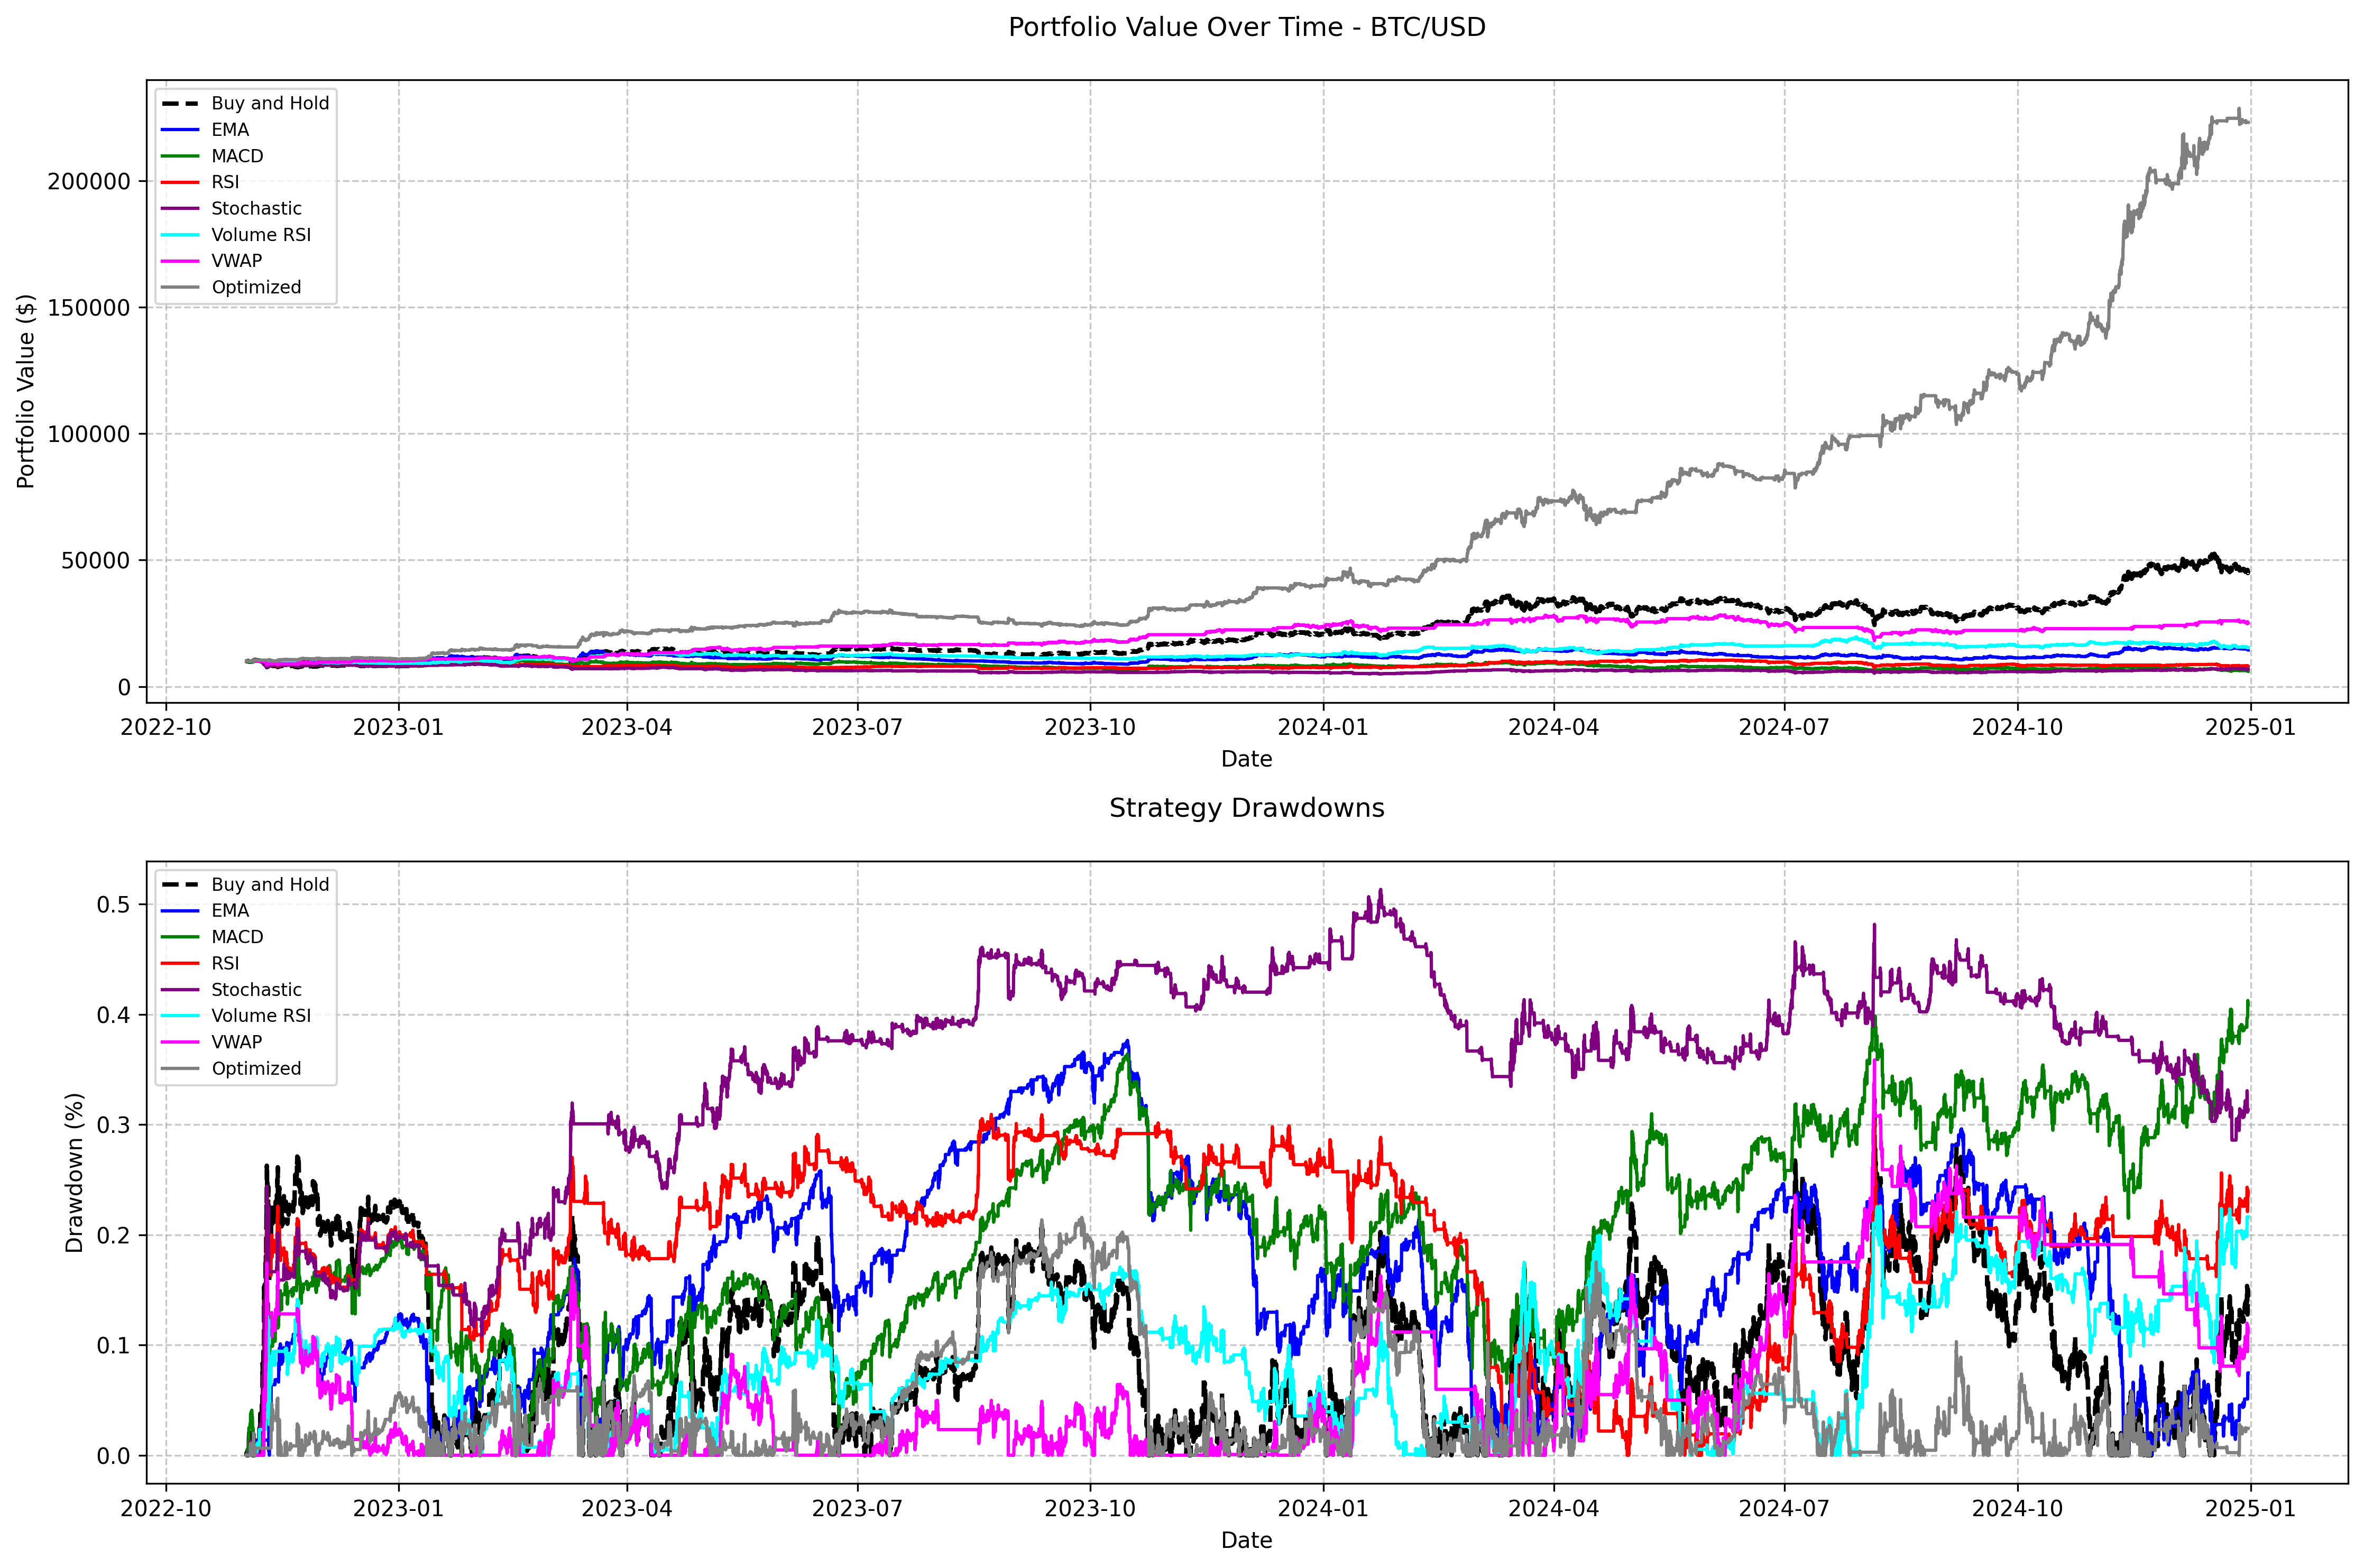 Portfolio Value Over Time - BTC/USD
Portfolio Value ($)
200000
150000
100000
50000
0
Buy and Hold
EMA
MACD
RSI
Stochastic
Volume RSI
VWAP
Optimized
2022-10 2023-01 2023-04 2023-07 2023-10 2024-01 2024-04 2024-07 2024-10 2025-01
Date
Strategy Drawdowns
Drawdown (%)
0.5
0.4
0.3
0.2
0.1
0.0
Buy and Hold
EMA
MACD
RSI
Stochastic
Volume RSI
VWAP
Optimized
2022-10 2023-01 2023-04 2023-07 2023-10 2024-01 2024-04 2024-07 2024-10 2025-01
Date